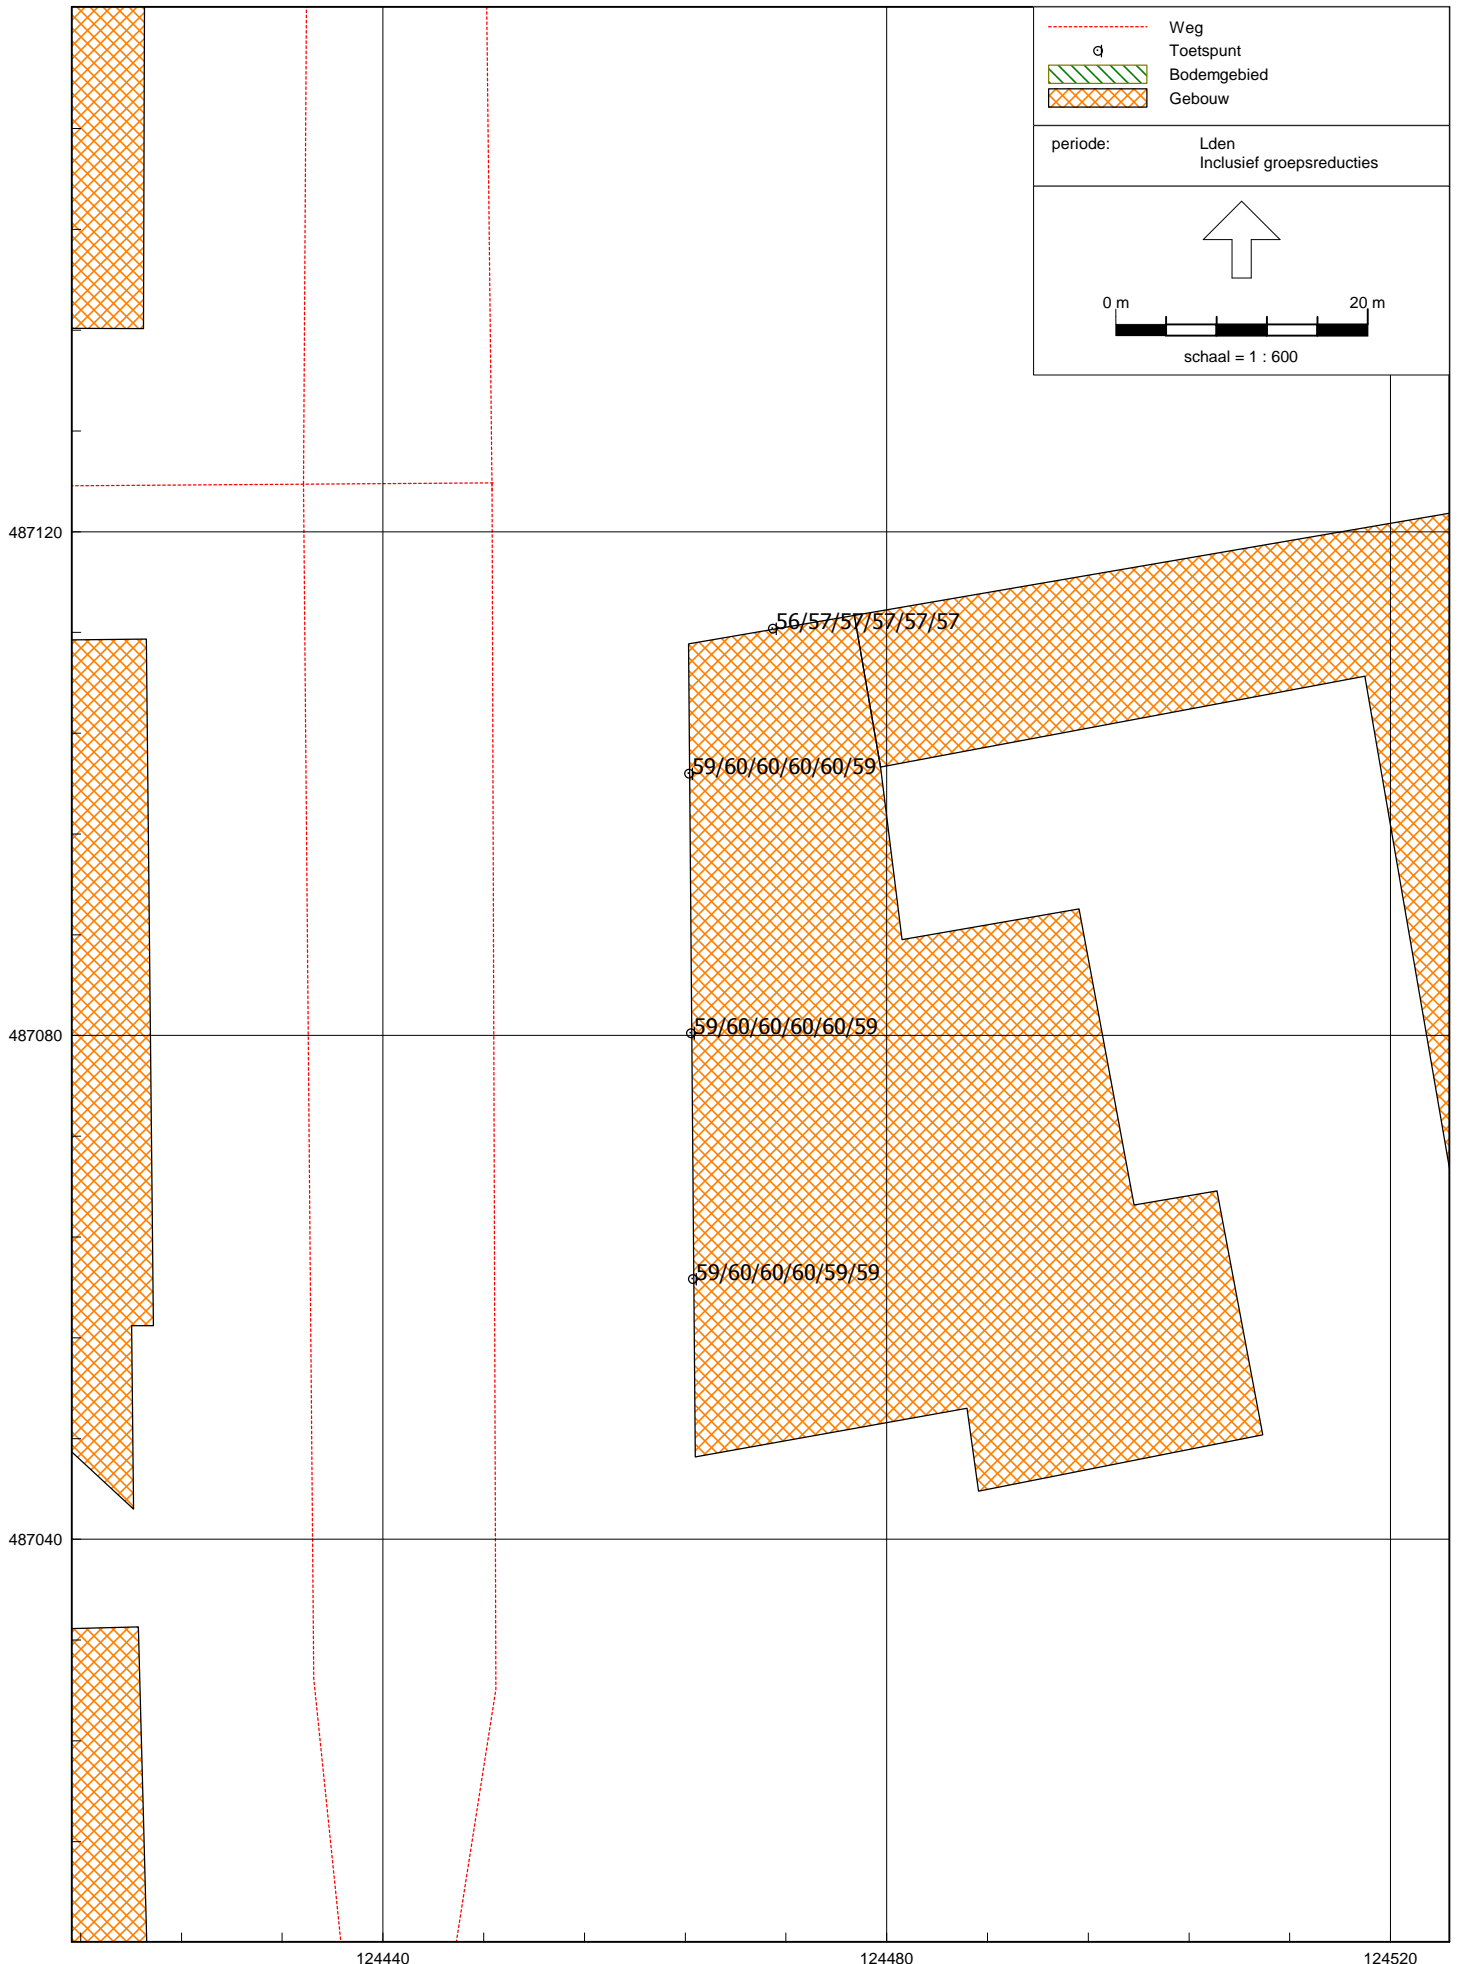 Weg
Toetspunt
Bodemgebied
Gebouw
periode: Lden
Inclusief groepsreducties
0 m 20 m
schaal = 1 : 600
487120
56/57/57/57/57/57
59/60/60/60/60/59
487080
59/60/60/60/60/59
59/60/60/60/59/59
487040
124440 124480 124520